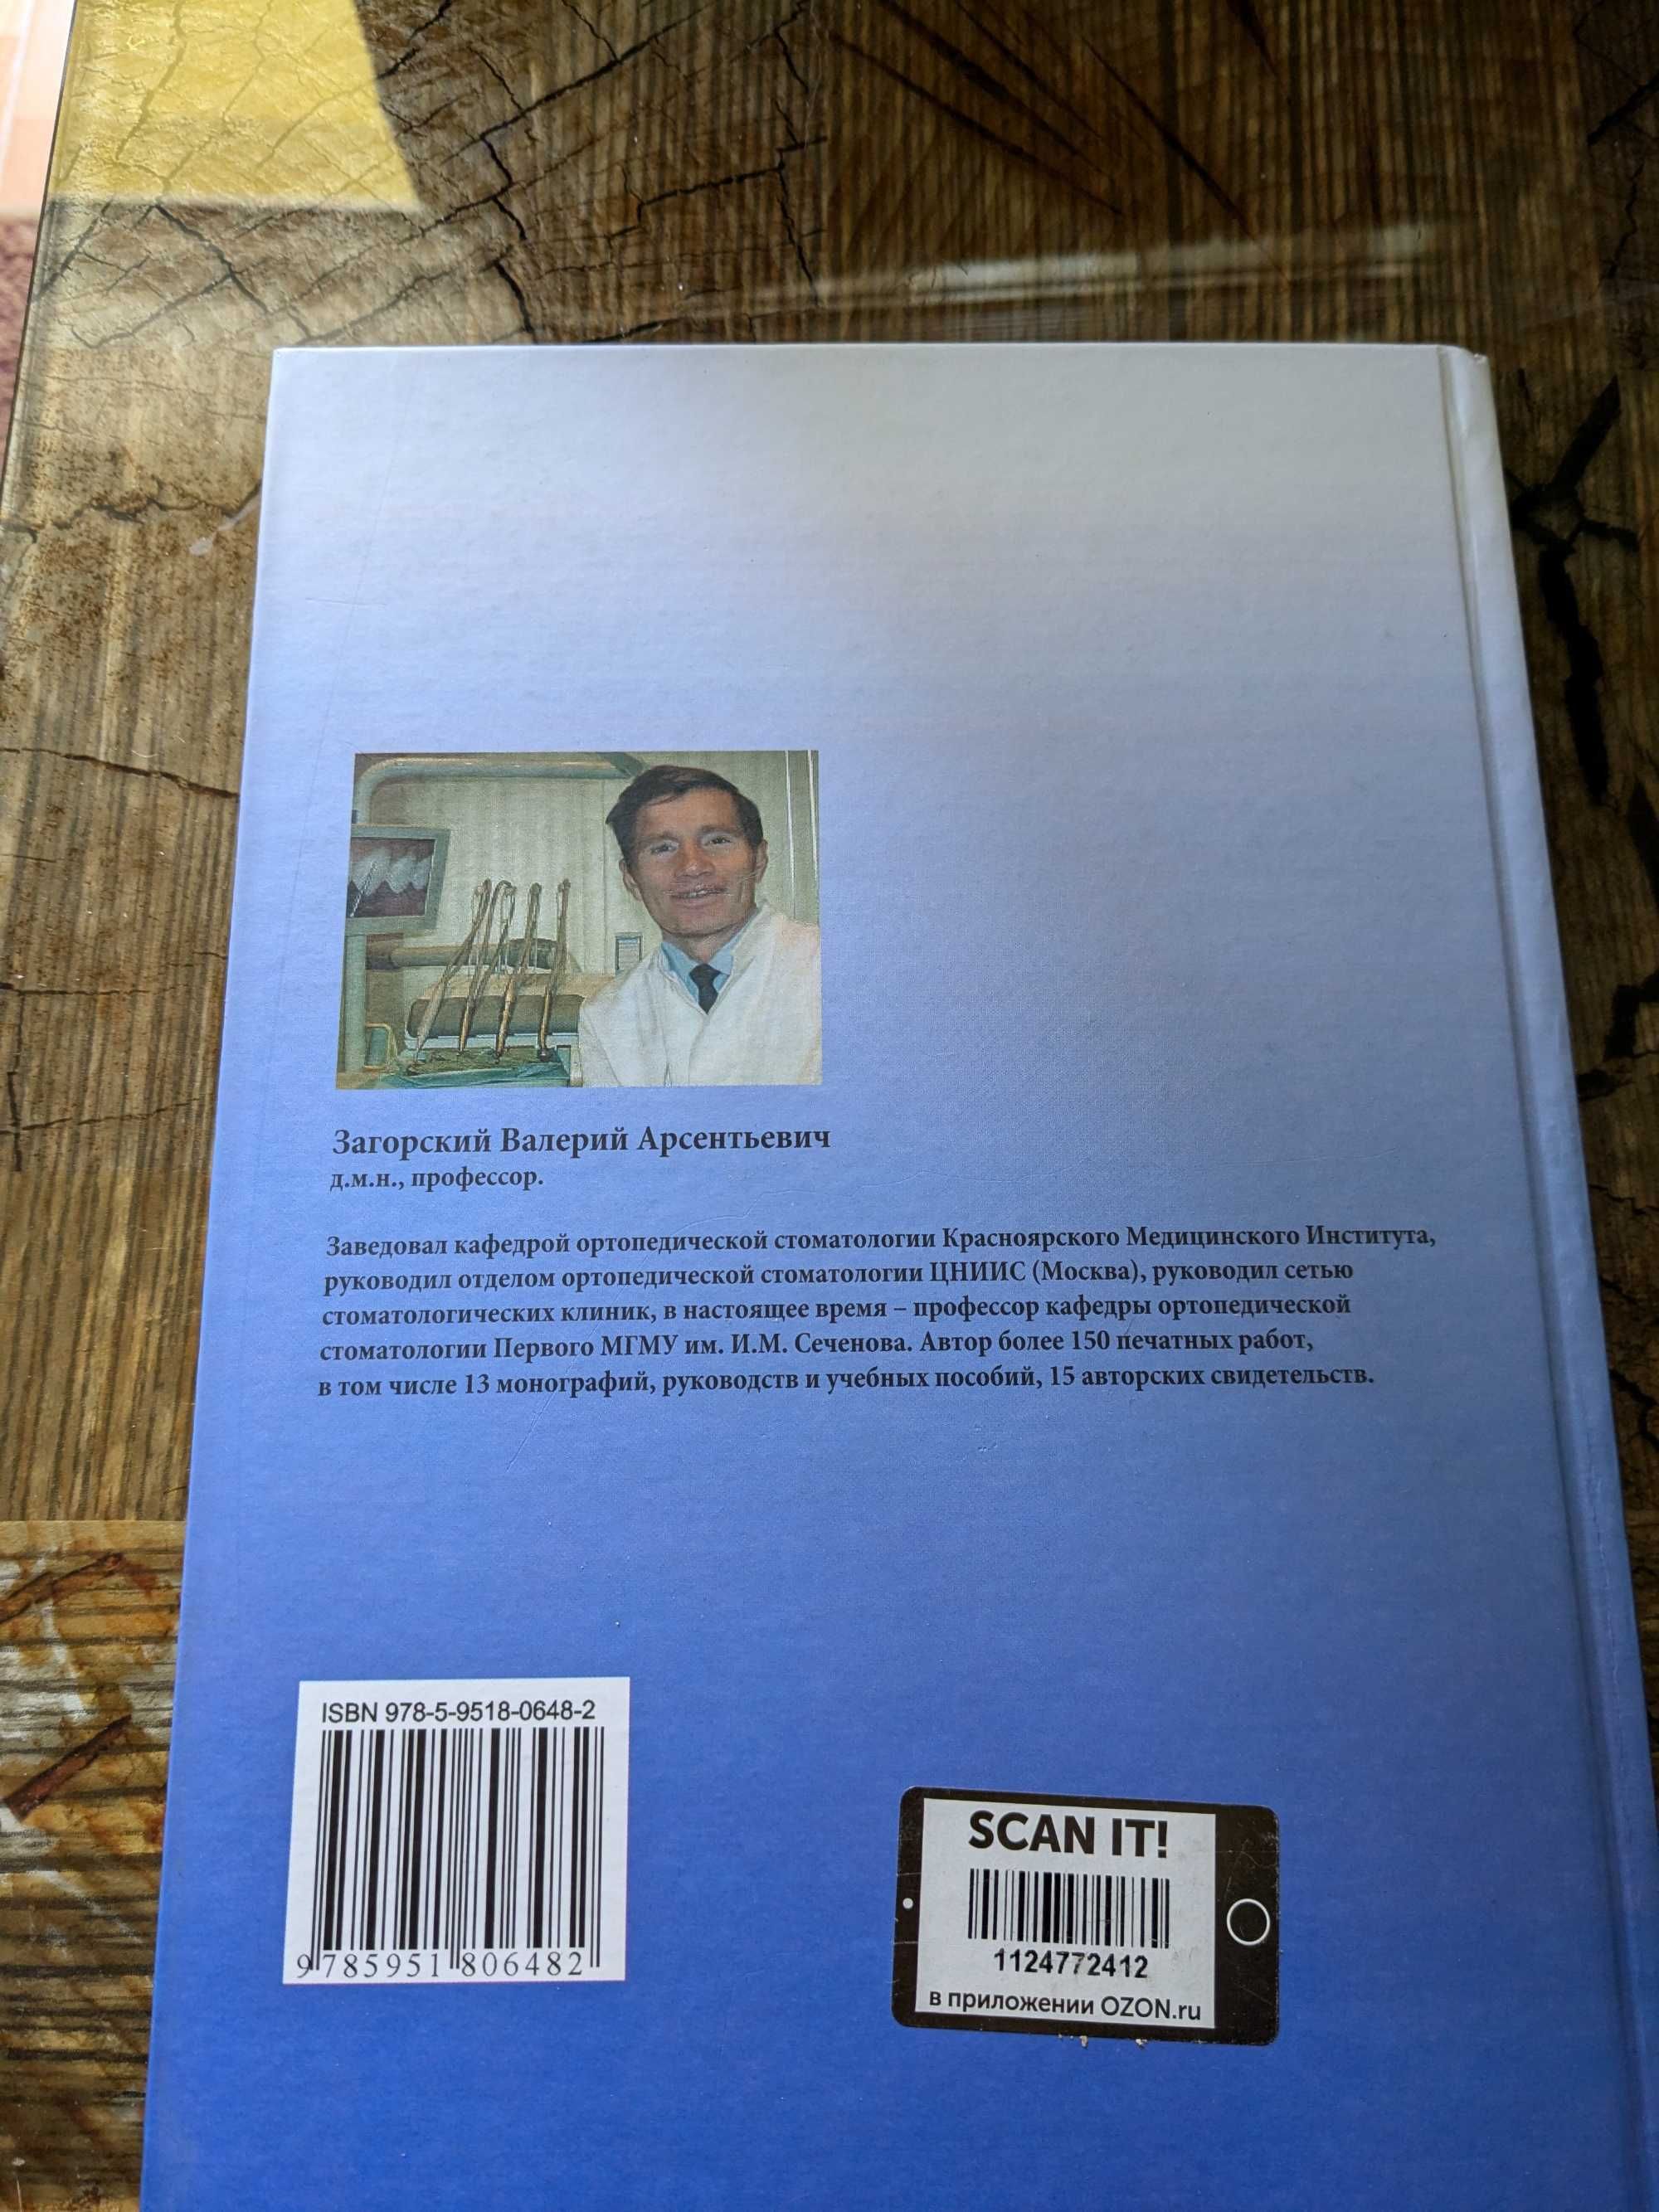 Загорский Валерий Арсентьевич
д.м.н., профессор.
Заведовал кафедрой ортопедической стоматологии Красноярского Медицинского Института,
руководил отделом ортопедической стоматологии ЦНИИС (Москва), руководил сетью
стоматологических клиник, в настоящее время – профессор кафедры ортопедической
стоматологии Первого МГМУ им. И.М. Сеченова. Автор более 150 печатных работ,
в том числе 13 монографий, руководств и учебных пособий, 15 авторских свидетельств.
ISBN 978-5-9518-0648-2
9 785951 806482
SCAN IT!
1124772412
в приложении OZON.ru